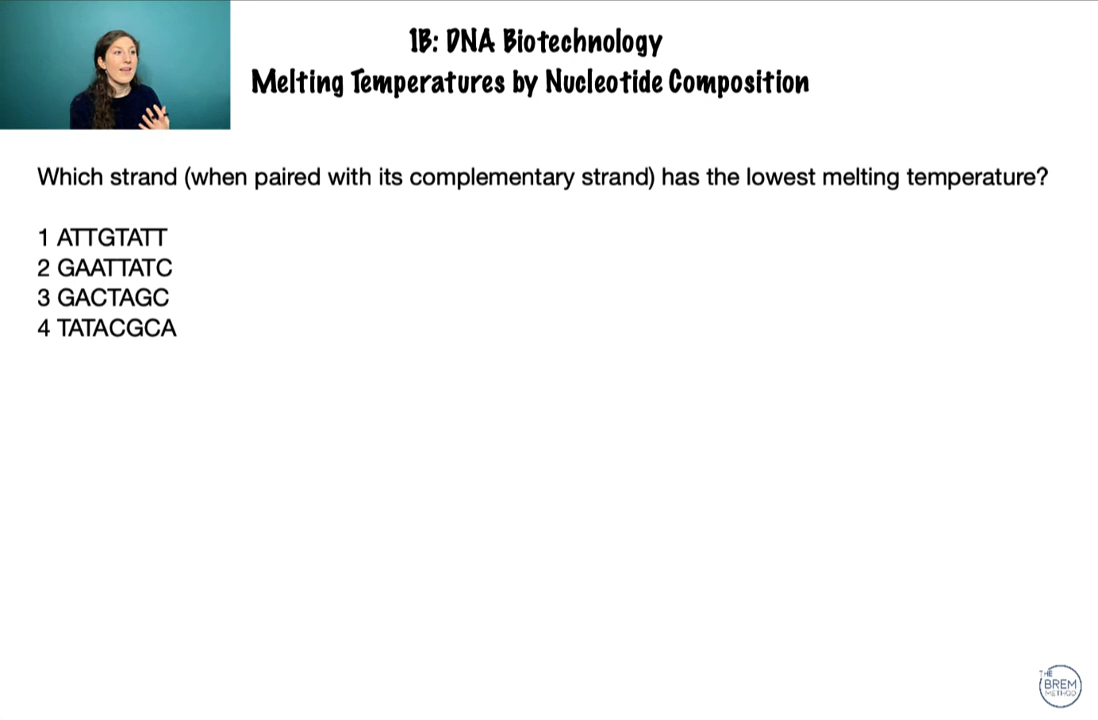 1B: DNA Biotechnology
Melting Temperatures by Nucleotide Composition
Which strand (when paired with its complementary strand) has the lowest melting temperature?
1 ATTGTATT
2 GAATTATC
3 GACTAGC
4 TATACGCA
THE
BREM
METHOD